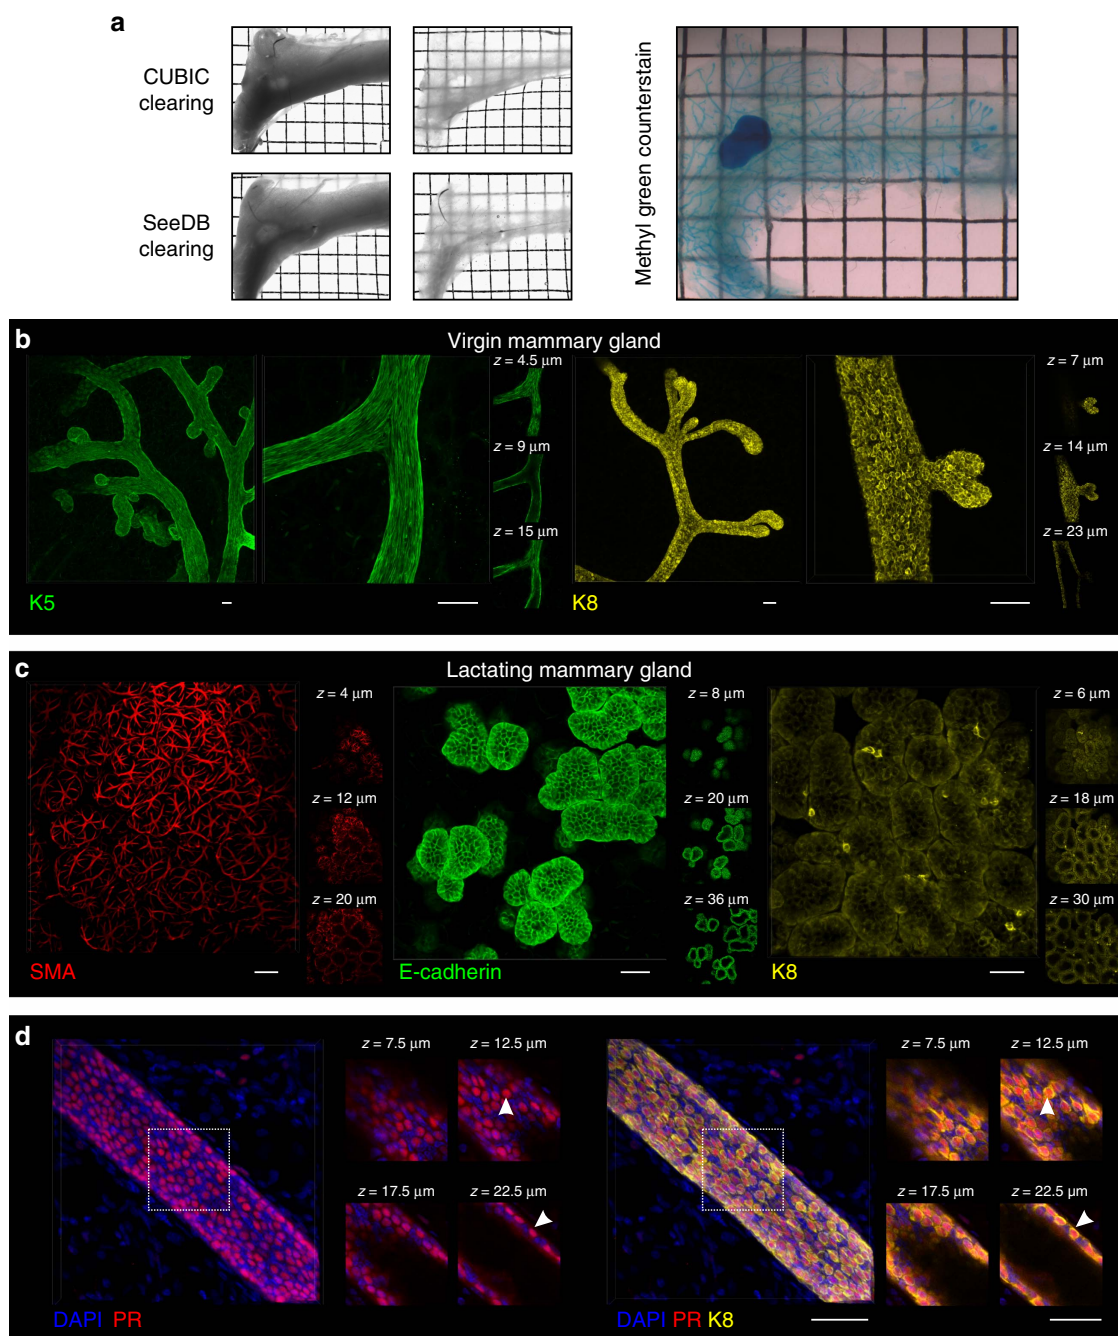 a
CUBIC
clearing
SeeDB
clearing
Methyl green counterstain
b
Virgin mammary gland
z = 4.5 μm
z = 9 μm
z = 15 μm
z = 7 μm
z = 14 μm
z = 23 μm
K5
K8
c
Lactating mammary gland
z = 4 μm
z = 12 μm
z = 20 μm
z = 8 μm
z = 20 μm
z = 36 μm
z = 6 μm
z = 18 μm
z = 30 μm
SMA
E-cadherin
K8
d
z = 7.5 μm
z = 12.5 μm
z = 17.5 μm
z = 22.5 μm
z = 7.5 μm
z = 12.5 μm
z = 17.5 μm
z = 22.5 μm
DAPI PR
DAPI PR K8